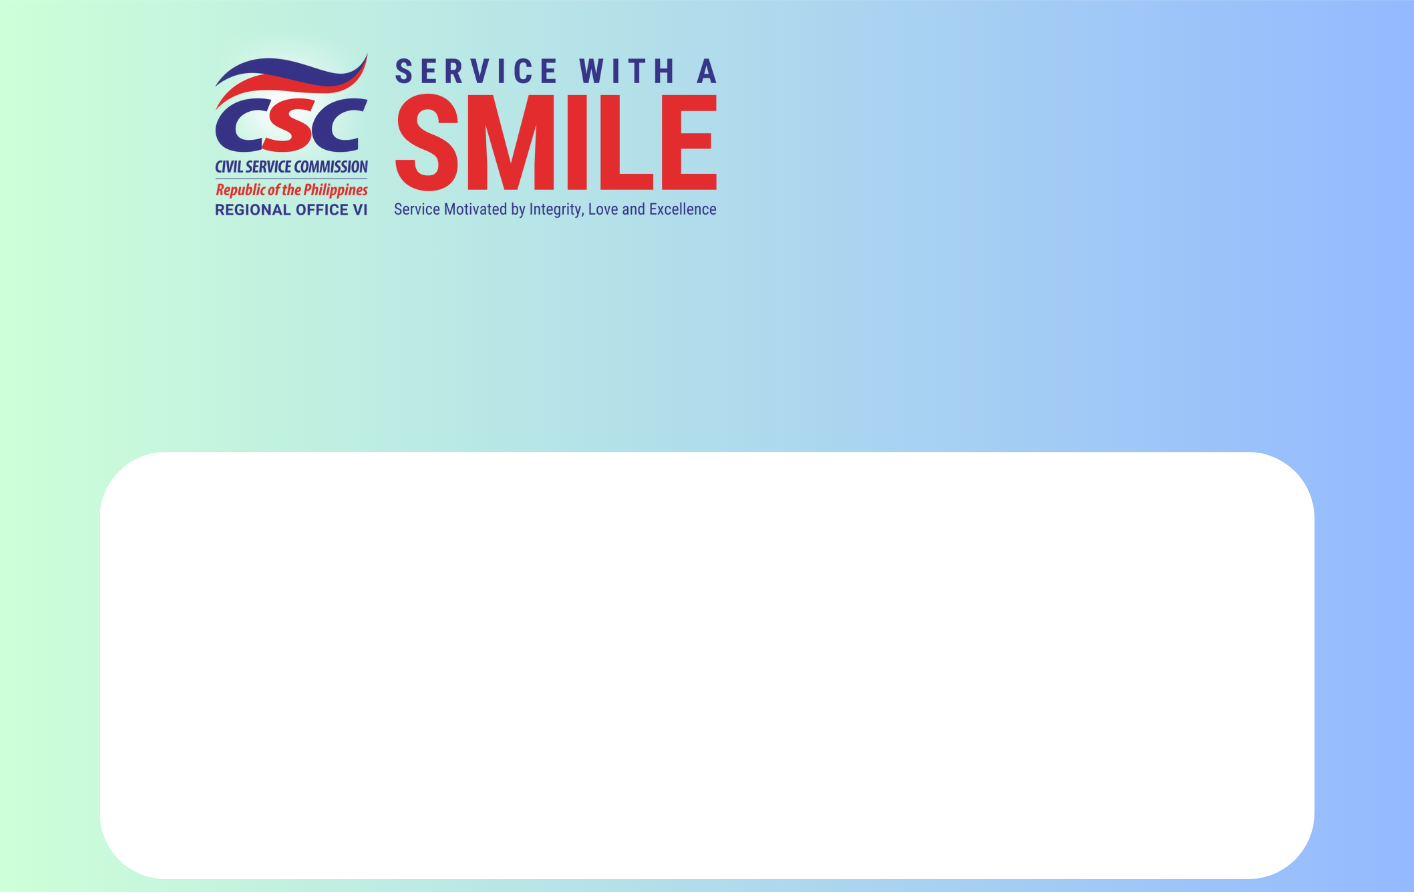 CSC
CIVIL SERVICE COMMISSION
Republic of the Philippines
REGIONAL OFFICE VI
SERVICE WITH A
SMILE
Service Motivated by Integrity, Love and Excellence